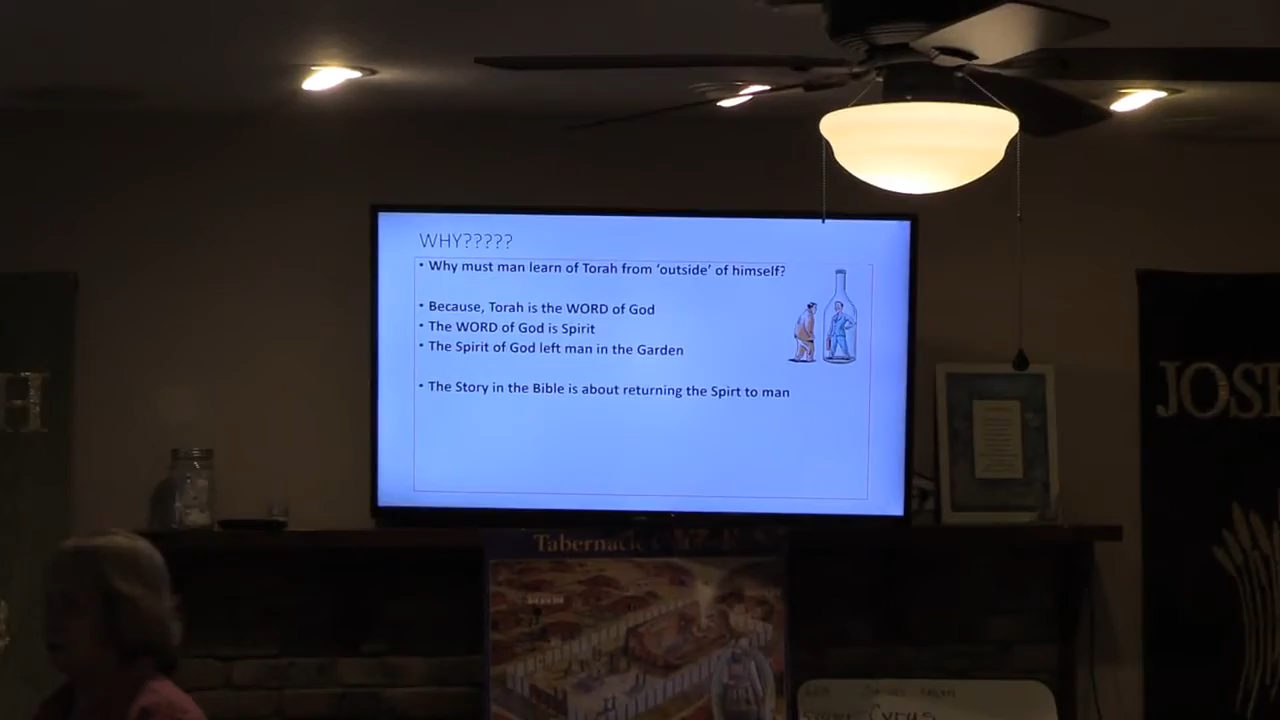 WHY?????
• Why must man learn of Torah from ‘outside’ of himself?
• Because, Torah is the WORD of God
• The WORD of God is Spirit
• The Spirit of God left man in the Garden
• The Story in the Bible is about returning the Spirt to man
JOSE
Tabernacle
Cyrus